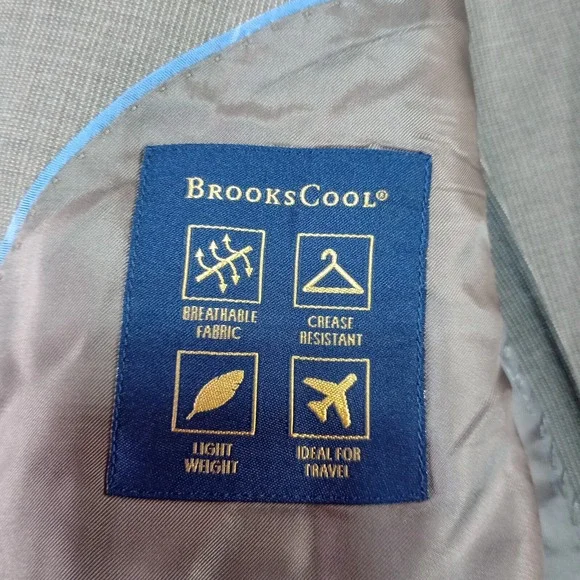 BROOKSCOOL®
BREATHABLE
FABRIC
CREASE
RESISTANT
LIGHT
WEIGHT
IDEAL FOR
TRAVEL